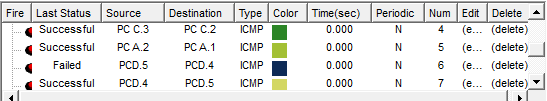 Fire Last Status Source Destination Type Color Time(sec) Periodic Num Edit Delete
Successful PC C.3 PC C.2 ICMP 0.000 N 4 (e... (delete)
Successful PC A.2 PC A.1 ICMP 0.000 N 5 (e... (delete)
Failed PCD.5 PCD.4 ICMP 0.000 N 6 (e... (delete)
Successful PCD.4 PCD.5 ICMP 0.000 N 7 (e... (delete)